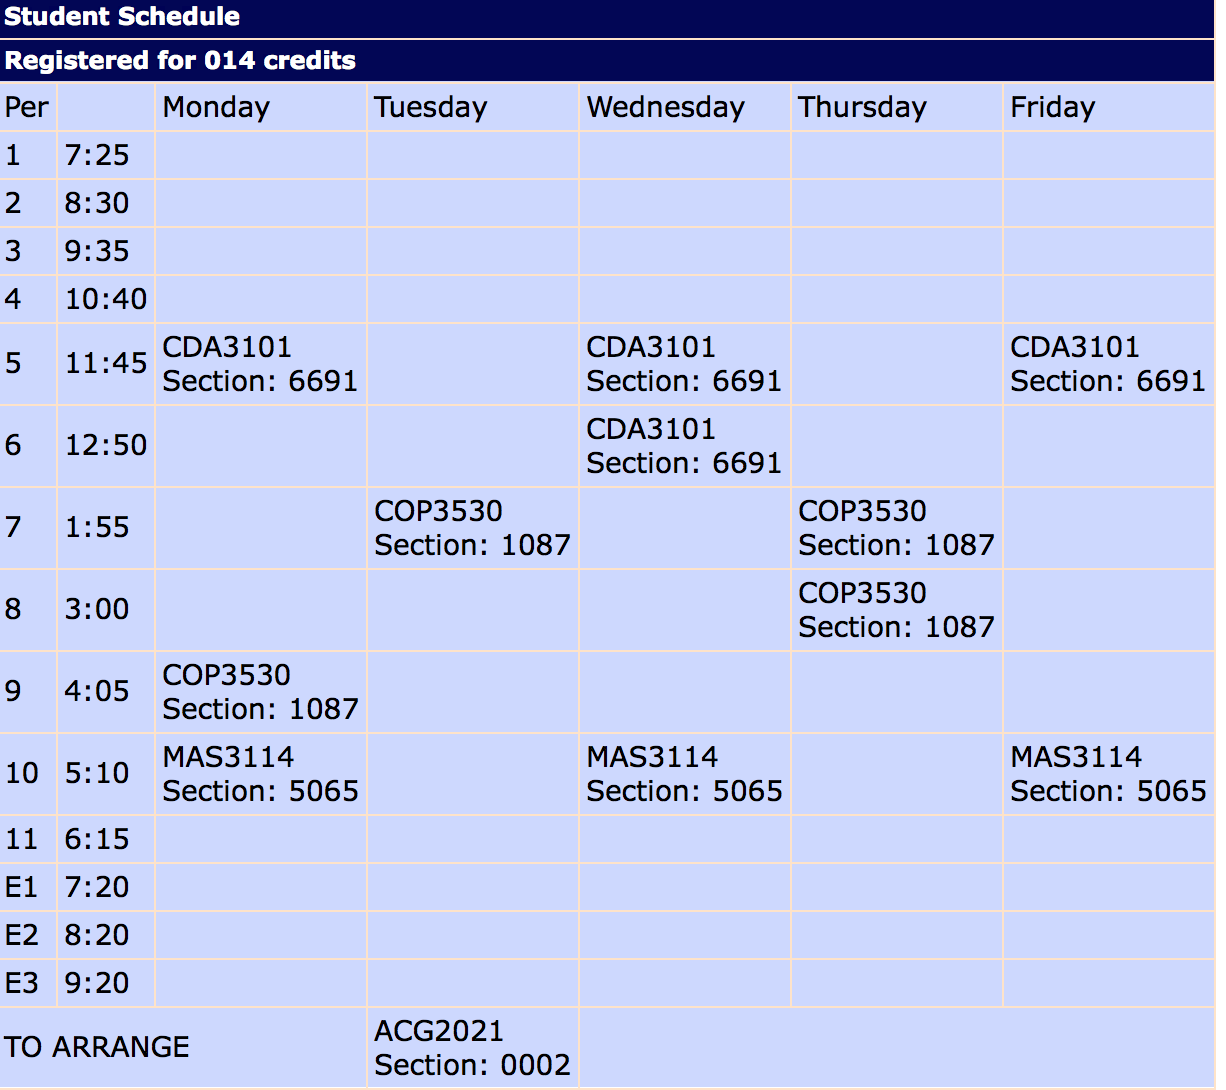 Student Schedule
Registered for 014 credits
Per Monday Tuesday Wednesday Thursday Friday
1 7:25
2 8:30
3 9:35
4 10:40
5 11:45 CDA3101 Section: 6691 CDA3101 Section: 6691 CDA3101 Section: 6691
6 12:50 CDA3101 Section: 6691
7 1:55 COP3530 Section: 1087 COP3530 Section: 1087
8 3:00 COP3530 Section: 1087
9 4:05 COP3530 Section: 1087
10 5:10 MAS3114 Section: 5065 MAS3114 Section: 5065 MAS3114 Section: 5065
11 6:15
E1 7:20
E2 8:20
E3 9:20
TO ARRANGE ACG2021 Section: 0002